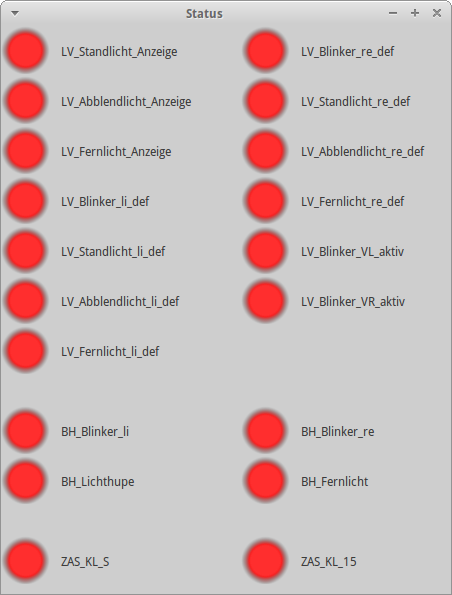 Status
LV_Standlicht_Anzeige
LV_Abblendlicht_Anzeige
LV_Fernlicht_Anzeige
LV_Blinker_li_def
LV_Standlicht_li_def
LV_Abblendlicht_li_def
LV_Fernlicht_li_def
LV_Blinker_re_def
LV_Standlicht_re_def
LV_Abblendlicht_re_def
LV_Fernlicht_re_def
LV_Blinker_VL_aktiv
LV_Blinker_VR_aktiv
BH_Blinker_li
BH_Lichthupe
BH_Blinker_re
BH_Fernlicht
ZAS_KL_S
ZAS_KL_15